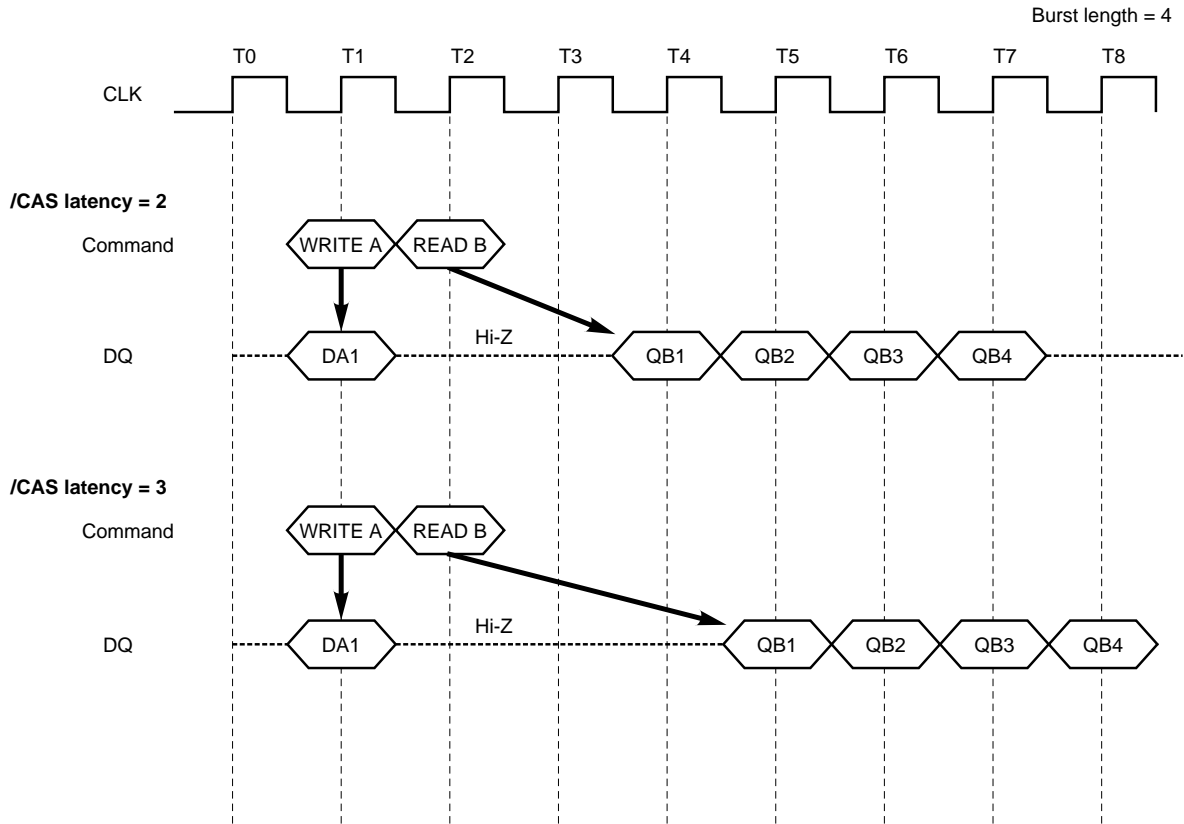 Burst length = 4
T0 T1 T2 T3 T4 T5 T6 T7 T8
CLK
/CAS latency = 2
Command WRITE A READ B
Hi-Z
DQ DA1 QB1 QB2 QB3 QB4
/CAS latency = 3
Command WRITE A READ B
Hi-Z
DQ DA1 QB1 QB2 QB3 QB4